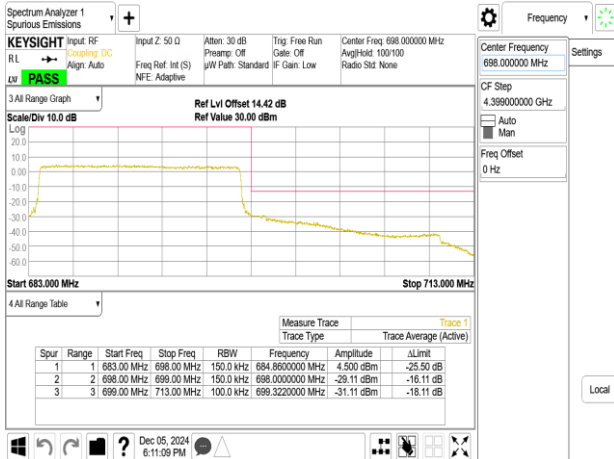 Spectrum Analyzer 1
Spurious Emissions
Frequency
KEYSIGHT Input: RF Input Z: 50 Ω Atten: 30 dB Trig: Free Run Center Freq: 698.000000 MHz
RL Coupling: DC Preamp: Off Gate: Off Avg|Hold: 100/100
Align: Auto Freq Ref: Int (S) µW Path: Standard IF Gain: Low Radio Std: None
NFE: Adaptive
LXI PASS
Center Frequency
698.000000 MHz
Settings
CF Step
4.399000000 GHz
Auto
Man
Freq Offset
0 Hz
3 All Range Graph
Ref Lvl Offset 14.42 dB
Scale/Div 10.0 dB Ref Value 30.00 dBm
Log
20.0
10.0
0.00
-10.0
-20.0
-30.0
-40.0
-50.0
-60.0
Start 683.000 MHz Stop 713.000 MHz
4 All Range Table
Measure Trace Trace 1
Trace Type Trace Average (Active)
Spur Range Start Freq Stop Freq RBW Frequency Amplitude ΔLimit
1 1 683.00 MHz 698.00 MHz 150.0 kHz 684.8600000 MHz 4.500 dBm -25.50 dB
2 2 698.00 MHz 699.00 MHz 150.0 kHz 698.0000000 MHz -29.11 dBm -16.11 dB
3 3 699.00 MHz 713.00 MHz 100.0 kHz 699.3220000 MHz -31.11 dBm -18.11 dB
Local
Dec 05, 2024
6:11:09 PM